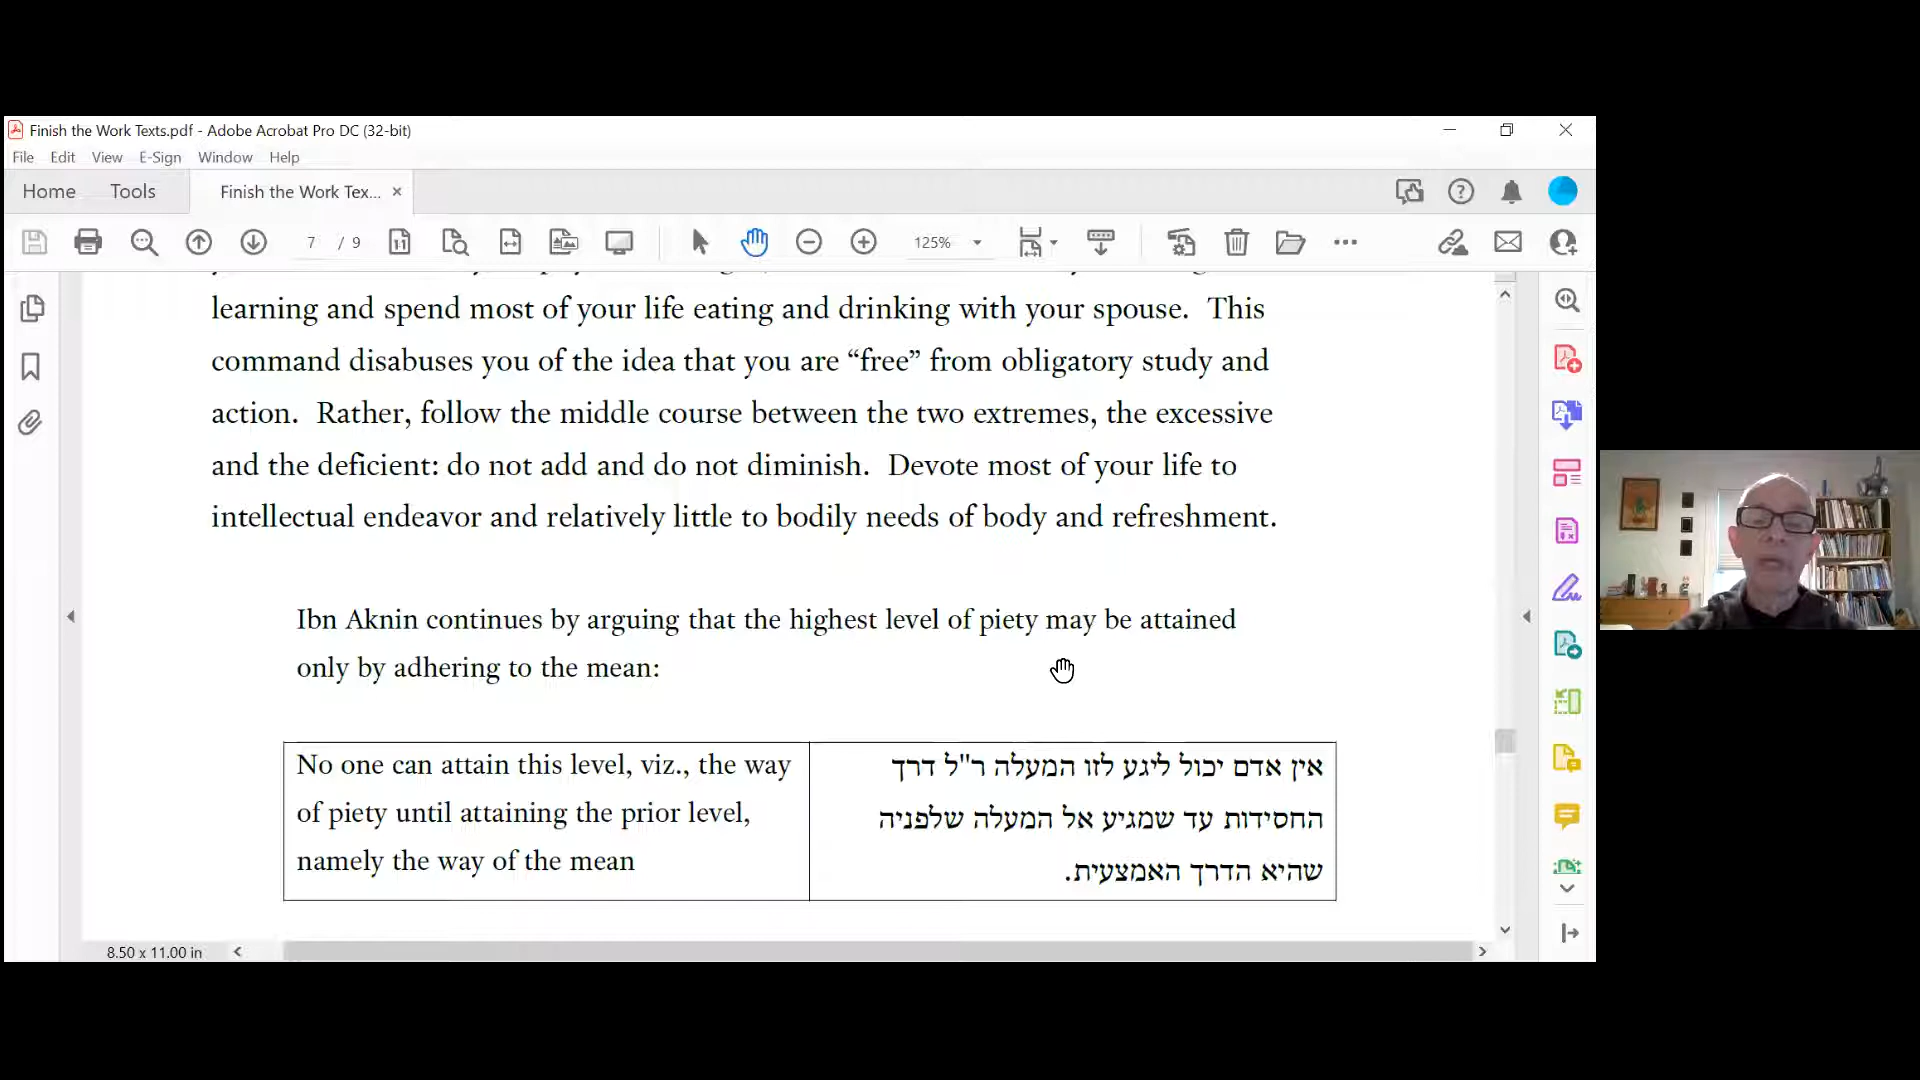 Finish the Work Texts.pdf - Adobe Acrobat Pro DC (32-bit)
File Edit View E-Sign Window Help
Home Tools Finish the Work Tex... ×
7 / 9 125%
learning and spend most of your life eating and drinking with your spouse. This
command disabuses you of the idea that you are “free” from obligatory study and
action. Rather, follow the middle course between the two extremes, the excessive
and the deficient: do not add and do not diminish. Devote most of your life to
intellectual endeavor and relatively little to bodily needs of body and refreshment.
Ibn Aknin continues by arguing that the highest level of piety may be attained
only by adhering to the mean:
No one can attain this level, viz., the way
of piety until attaining the prior level,
namely the way of the mean
אין אדם יכול ליגע לזו המעלה ר"ל דרך
החסידות עד שמגיע אל המעלה שלפניה
שהיא הדרך האמצעית.
8.50 x 11.00 in